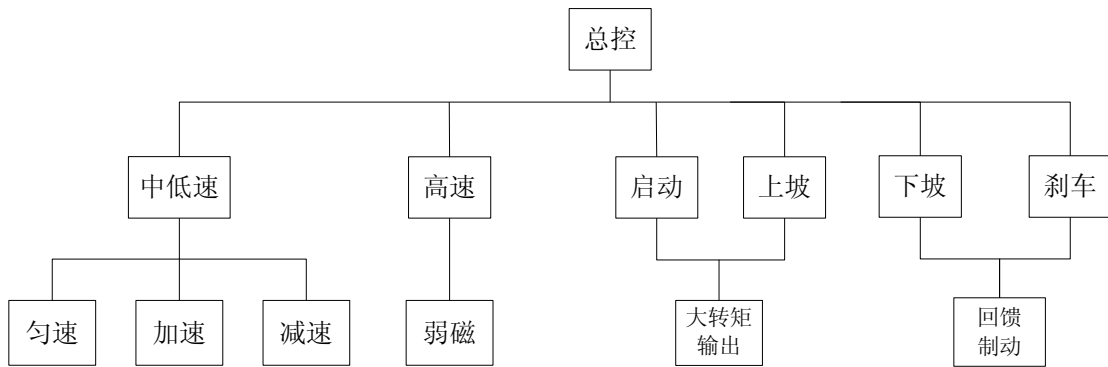 总控
中低速
高速
启动
上坡
下坡
刹车
匀速
加速
减速
弱磁
大转矩
输出
回馈
制动